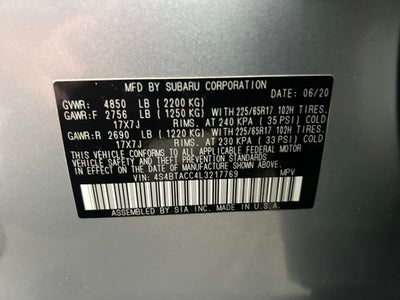 MFD. BY SUBARU CORPORATION DATE: 06/20
GVWR: 4850 LB (2200 KG)
GAWR:F 2756 LB (1250 KG) WITH 225/65R17 102H TIRES.
17X7J RIMS. AT 240 KPA ( 35 PSI) COLD
GAWR:R 2690 LB (1220 KG) WITH 225/65R17 102H TIRES.
17X7J RIMS. AT 230 KPA ( 33 PSI) COLD
THIS VEHICLE CONFORMS TO ALL APPLICABLE FEDERAL MOTOR
VEHICLE SAFETY STANDARDS IN EFFECT ON THE DATE OF
MANUFACTURE SHOWN ABOVE.
VIN: 4S4BTACC4L3217769 MPV
ASSEMBLED BY SIA INC. MADE IN U.S.A.